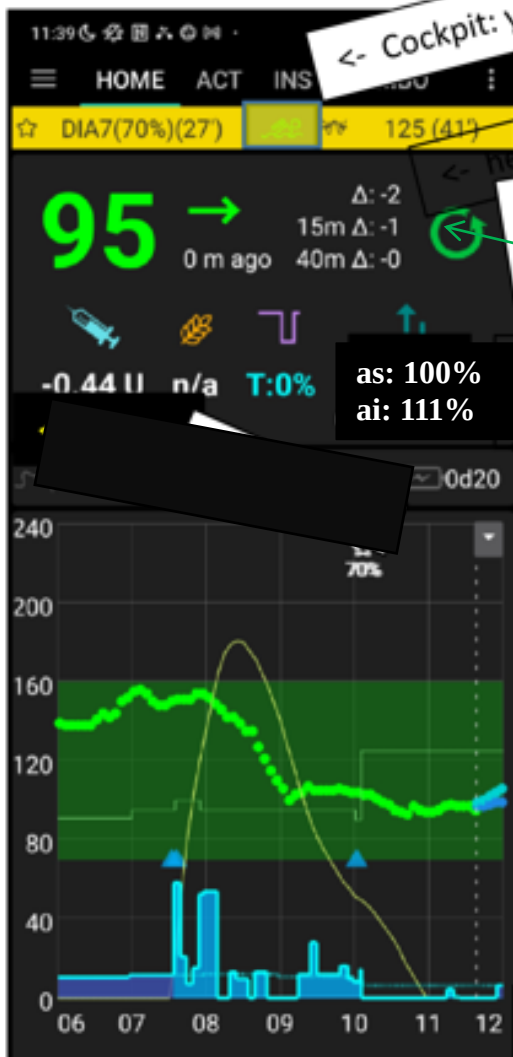 11:39
<- Cockpit: y
HOME ACT INS
DIA7(70%)(27') 125 (41')
<- he
95
Δ: -2
15m Δ: -1
0 m ago 40m Δ: -0
-0.44 U n/a T:0%
as: 100%
ai: 111%
0d20
240
70%
200
160
120
80
40
0
06 07 08 09 10 11 12